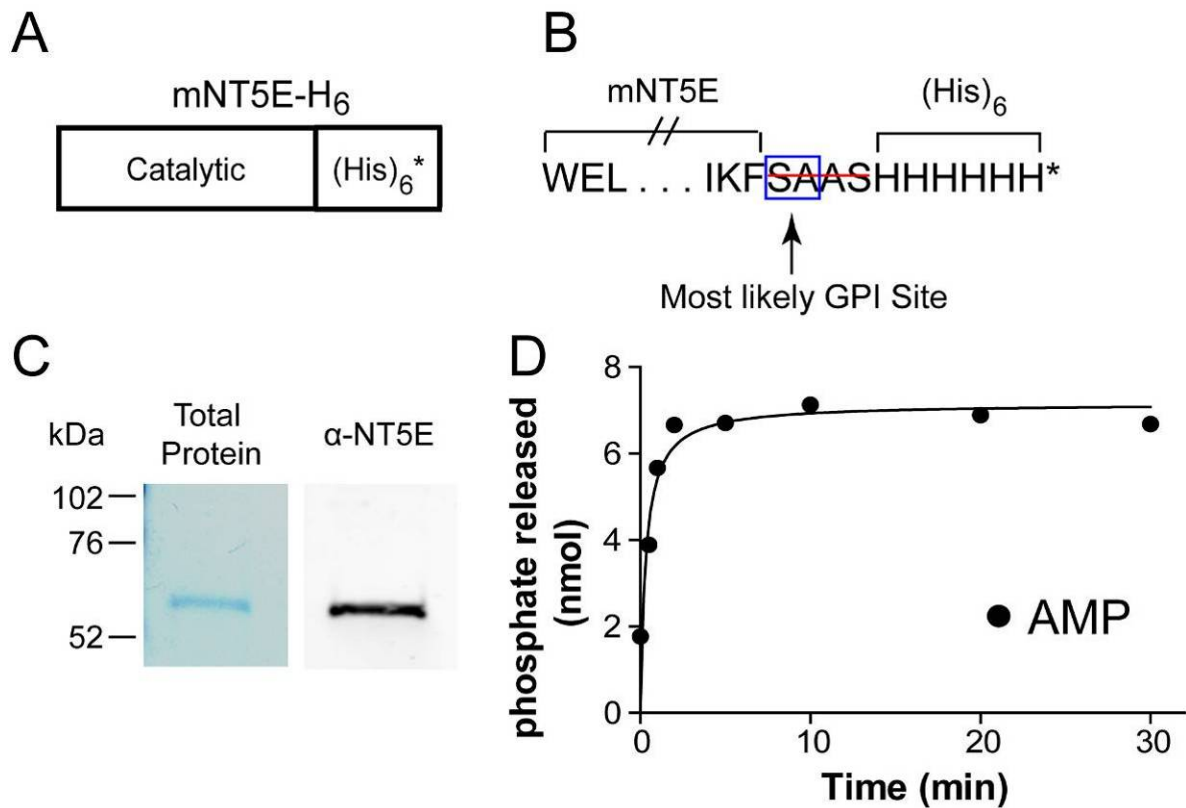 A
mNT5E-H6
Catalytic
(His)6*
B
mNT5E
(His)6
WEL . . . IKFSAASHHHHHH*
Most likely GPI Site
C
kDa
Total
Protein
α-NT5E
102
76
52
D
phosphate released
(nmol)
8
6
4
2
0
AMP
0
10
20
30
Time (min)